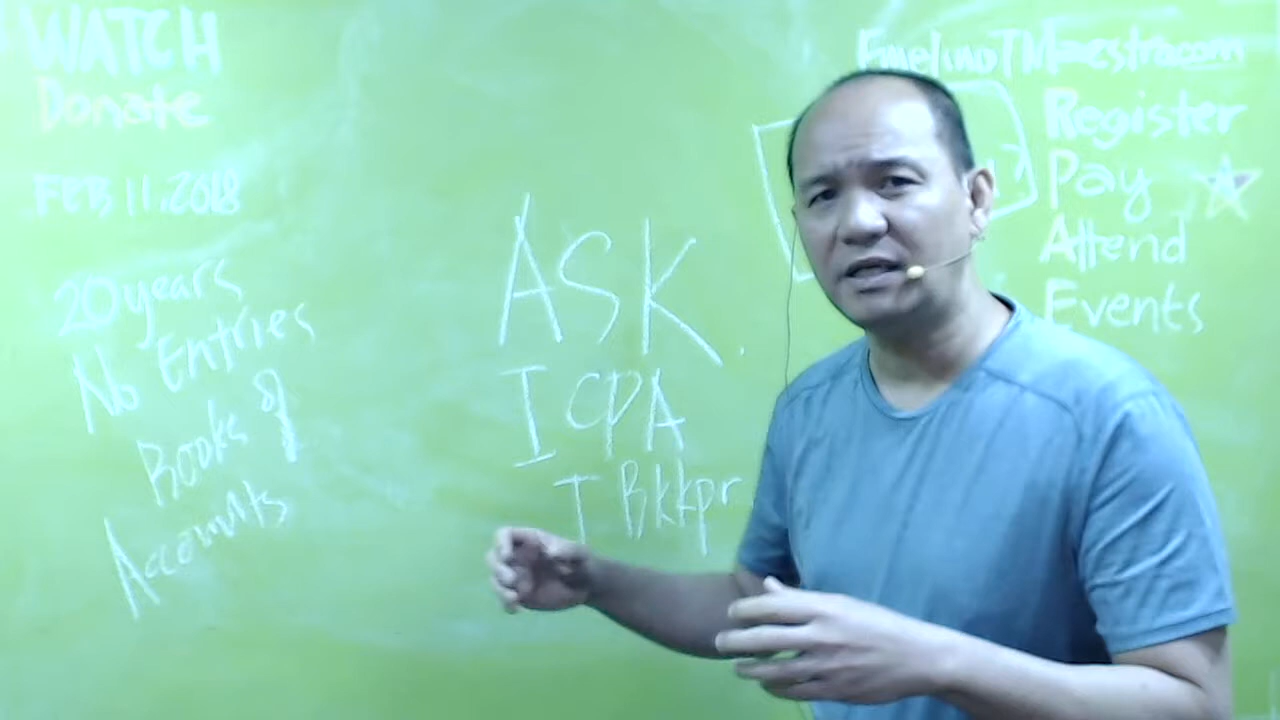 WATCH
Donate
FEB 11, 2018
20 years
No Entries
Books of
Accounts
ASK.
I CPA
I Bkkpr
Register
Pay
Attend
Events